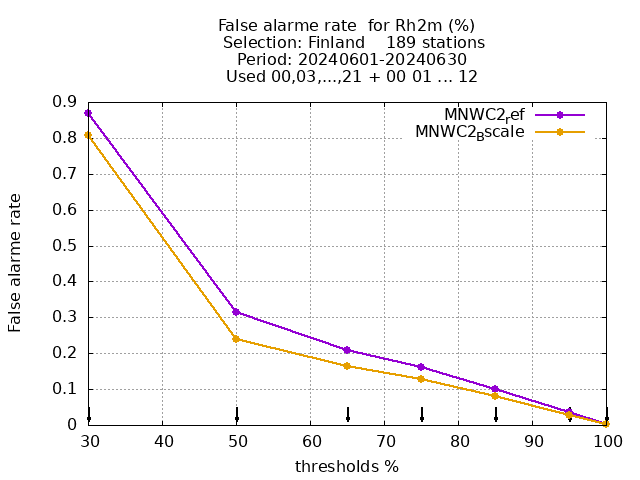 False alarme rate  for Rh2m (%)
Selection: Finland    189 stations
Period: 20240601-20240630
Used 00,03,...,21 + 00 01 ... 12
MNWC2_ref
MNWC2_Bscale
0.9
0.8
0.7
0.6
0.5
0.4
0.3
0.2
0.1
0
False alarme rate
30 40 50 60 70 80 90 100
thresholds %